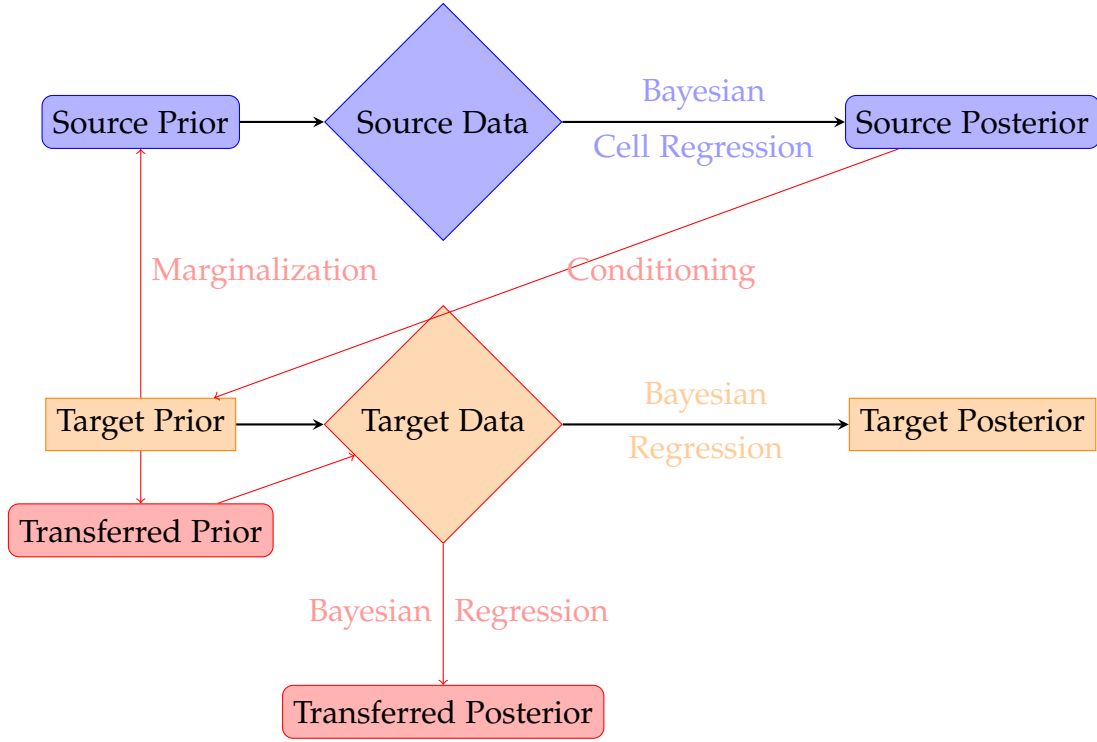 Source Prior
Source Data
Bayesian
Cell Regression
Source Posterior
Marginalization
Conditioning
Target Prior
Target Data
Bayesian
Regression
Target Posterior
Transferred Prior
Bayesian Regression
Transferred Posterior